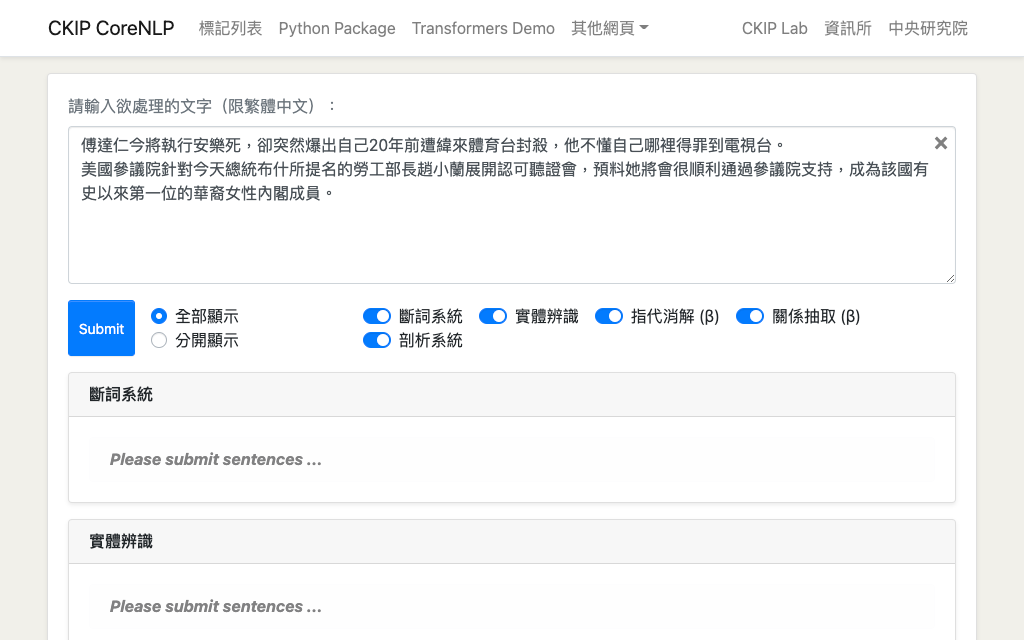 CKIP CoreNLP 標記列表 Python Package Transformers Demo 其他網頁 CKIP Lab 資訊所 中央研究院
請輸入欲處理的文字（限繁體中文）：
傅達仁今將執行安樂死，卻突然爆出自己20年前遭緯來體育台封殺，他不懂自己哪裡得罪到電視台。
美國參議院針對今天總統布什所提名的勞工部長趙小蘭展開認可聽證會，預料她將會很順利通過參議院支持，成為該國有
史以來第一位的華裔女性內閣成員。
Submit 全部顯示 斷詞系統 實體辨識 指代消解 (β) 關係抽取 (β)
分開顯示 剖析系統
斷詞系統
Please submit sentences ...
實體辨識
Please submit sentences ...